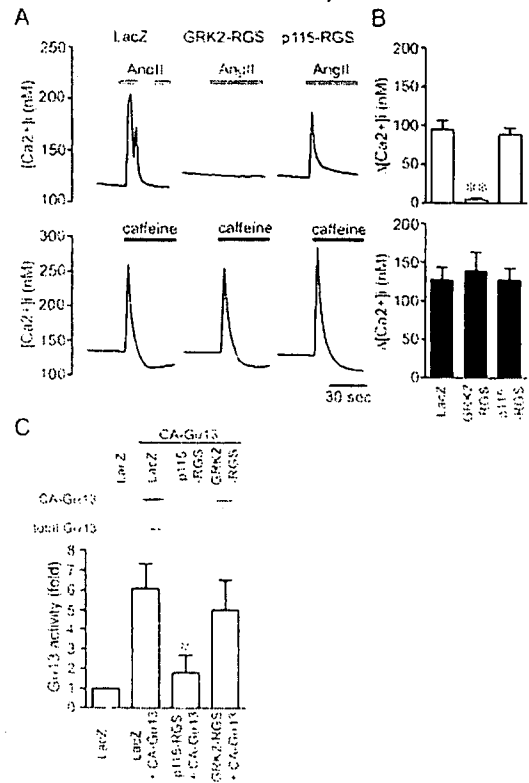 A
B
LacZ GRK2-RGS p115-RGS
AngII AngII AngII
[Ca2+]i (nM)
250
200
150
100
Δ[Ca2+]i (nM)
200
150
100
50
0
caffeine caffeine caffeine
[Ca2+]i (nM)
300
250
200
150
100
30 sec
Δ[Ca2+]i (nM)
200
150
100
50
0
LacZ
GRK2-RGS
p115-RGS
C
CA-Gα13
LacZ
LacZ
p115-RGS
GRK2-RGS
CA-Gα13
total Gα13
Gα13 activity (fold)
8
7
6
5
4
3
2
1
0
LacZ
LacZ + CA-Gα13
p115-RGS + CA-Gα13
GRK2-RGS + CA-Gα13